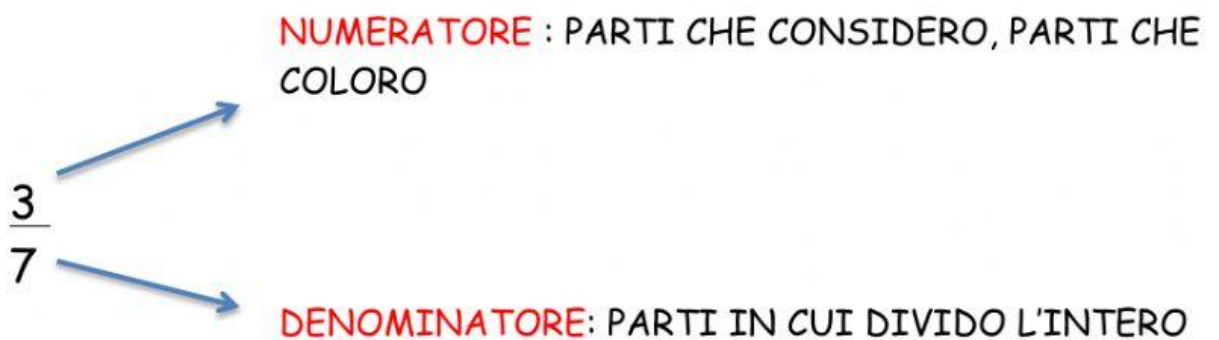 NUMERATORE : PARTI CHE CONSIDERO, PARTI CHE
COLORO
3
7
DENOMINATORE: PARTI IN CUI DIVIDO L'INTERO